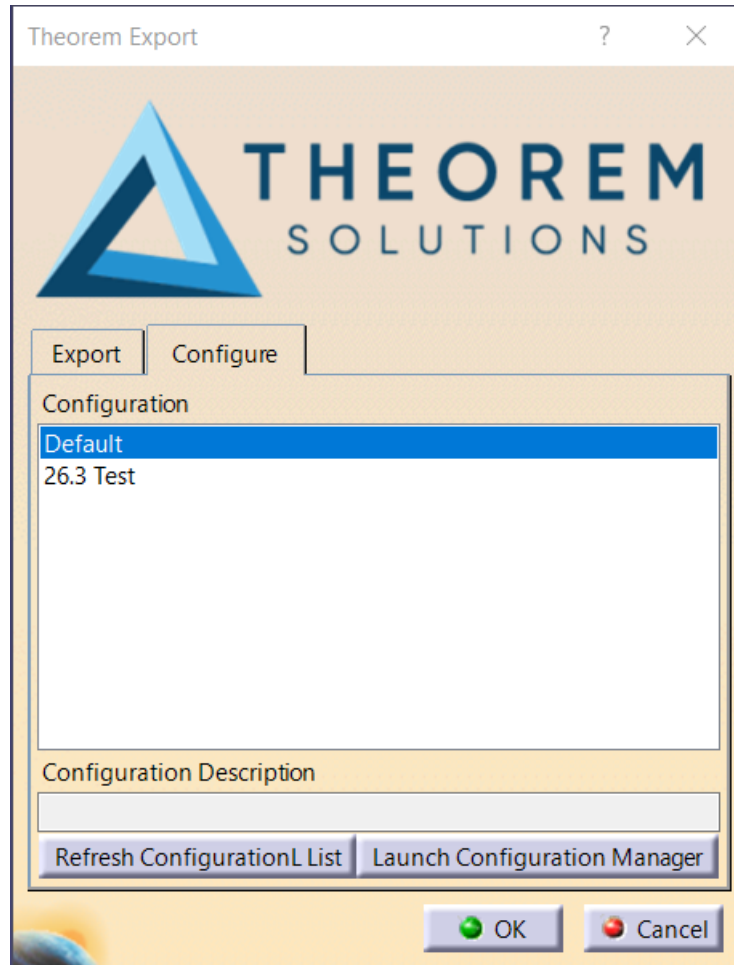 Theorem Export ? ×
THEOREM
SOLUTIONS
Export Configure
Configuration
Default
26.3 Test
Configuration Description
Refresh ConfigurationL List Launch Configuration Manager
OK Cancel